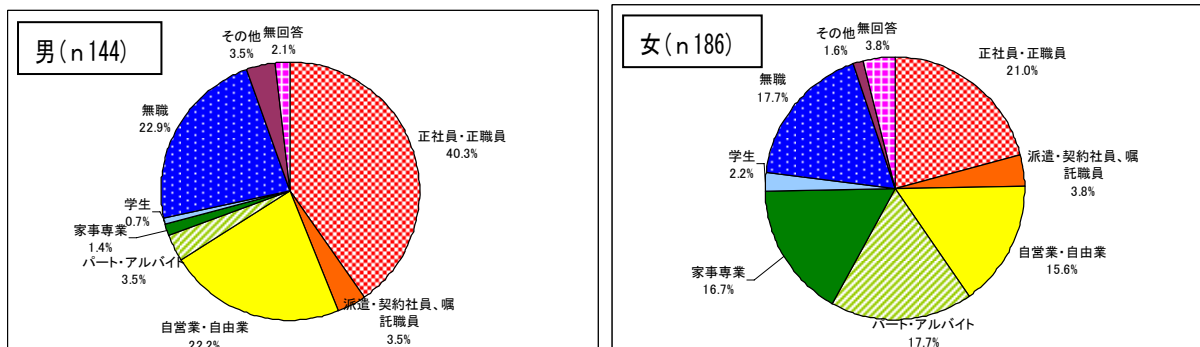 男(n144)
その他
3.5%
無回答
2.1%
正社員・正職員
40.3%
派遣・契約社員、嘱
託職員
3.5%
自営業・自由業
22.2%
パート・アルバイト
3.5%
家事専業
1.4%
学生
0.7%
無職
22.9%
女(n186)
その他
1.6%
無回答
3.8%
正社員・正職員
21.0%
派遣・契約社員、嘱
託職員
3.8%
自営業・自由業
15.6%
パート・アルバイト
17.7%
家事専業
16.7%
学生
2.2%
無職
17.7%